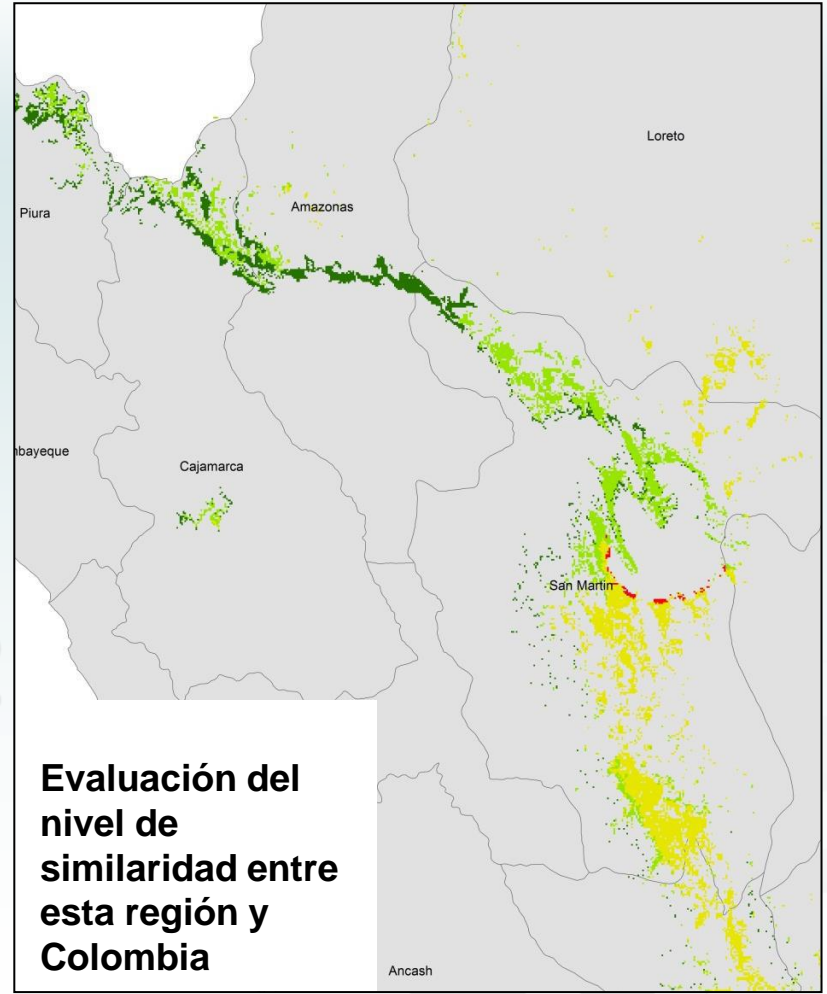 Loreto
Piura
Amazonas
nbayeque
Cajamarca
San Martin
Evaluación del
nivel de
similaridad entre
esta región y
Colombia
Ancash